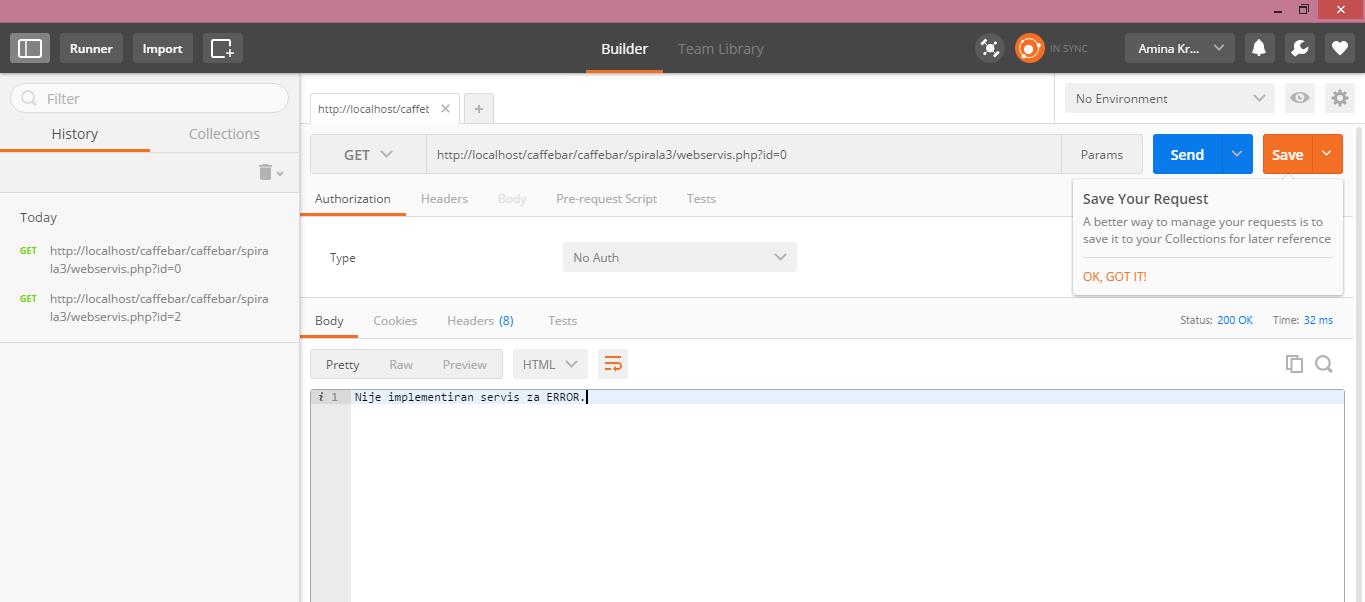 Runner
Import
Builder
Team Library
IN SYNC
Amina Kr...
Filter
History
Collections
Today
GET http://localhost/caffebar/caffebar/spira
la3/webservis.php?id=0
GET http://localhost/caffebar/caffebar/spira
la3/webservis.php?id=2
http://localhost/caffet
No Environment
GET
http://localhost/caffebar/caffebar/spirala3/webservis.php?id=0
Params
Send
Save
Authorization
Headers
Body
Pre-request Script
Tests
Save Your Request
A better way to manage your requests is to
save it to your Collections for later reference
OK, GOT IT!
Type
No Auth
Body
Cookies
Headers (8)
Tests
Status: 200 OK
Time: 32 ms
Pretty
Raw
Preview
HTML
i 1 Nije implementiran servis za ERROR.